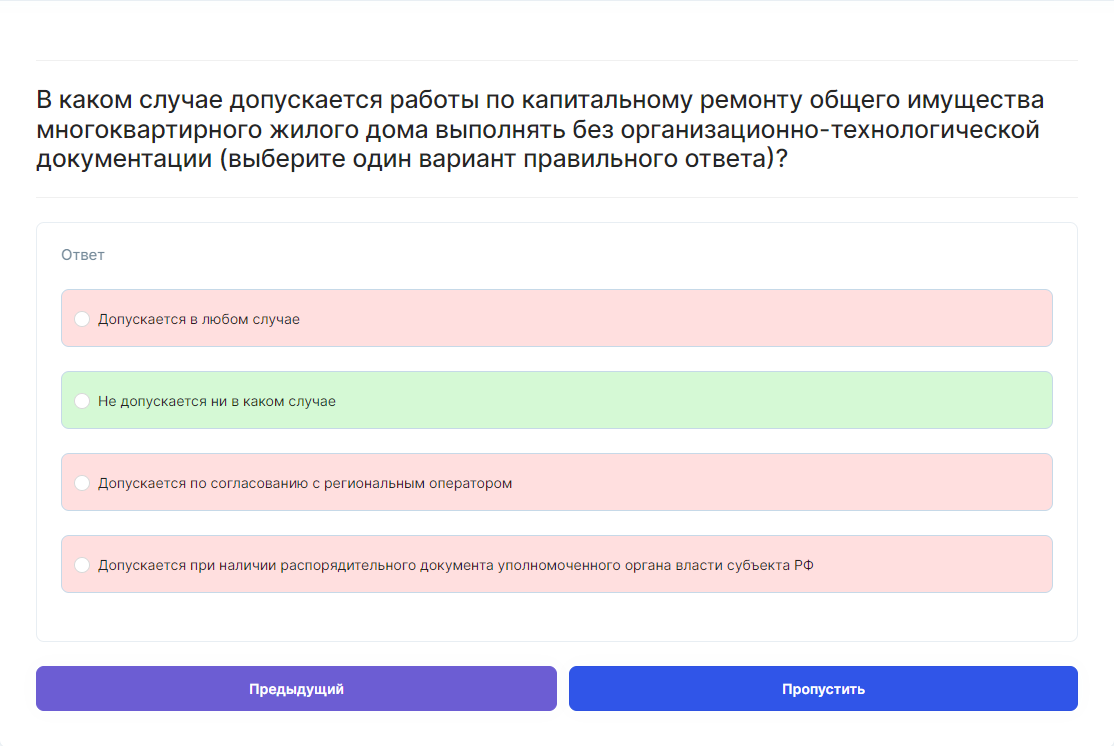 В каком случае допускается работы по капитальному ремонту общего имущества
многоквартирного жилого дома выполнять без организационно-технологической
документации (выберите один вариант правильного ответа)?
Ответ
Допускается в любом случае
Не допускается ни в каком случае
Допускается по согласованию с региональным оператором
Допускается при наличии распорядительного документа уполномоченного органа власти субъекта РФ
Предыдущий
Пропустить